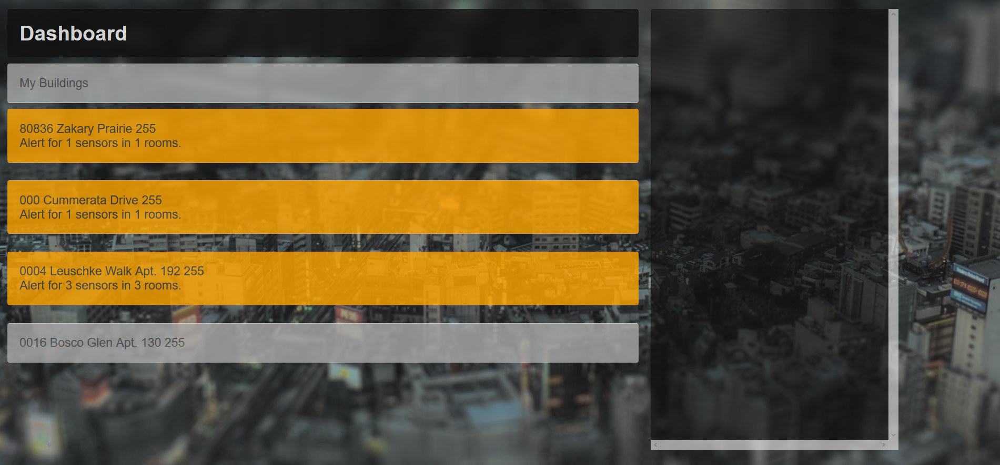 Dashboard
My Buildings
80836 Zakary Prairie 255
Alert for 1 sensors in 1 rooms.
000 Cummerata Drive 255
Alert for 1 sensors in 1 rooms.
0004 Leuschke Walk Apt. 192 255
Alert for 3 sensors in 3 rooms.
0016 Bosco Glen Apt. 130 255